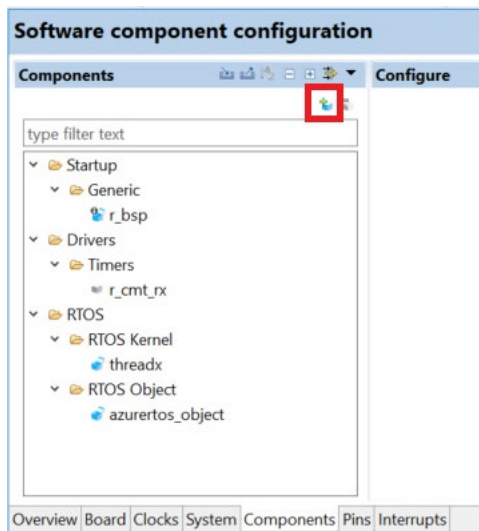 Software component configuration
Components
Configure
type filter text
Startup
Generic
r_bsp
Drivers
Timers
r_cmt_rx
RTOS
RTOS Kernel
threadx
RTOS Object
azurertos_object
Overview Board Clocks System Components Pins Interrupts